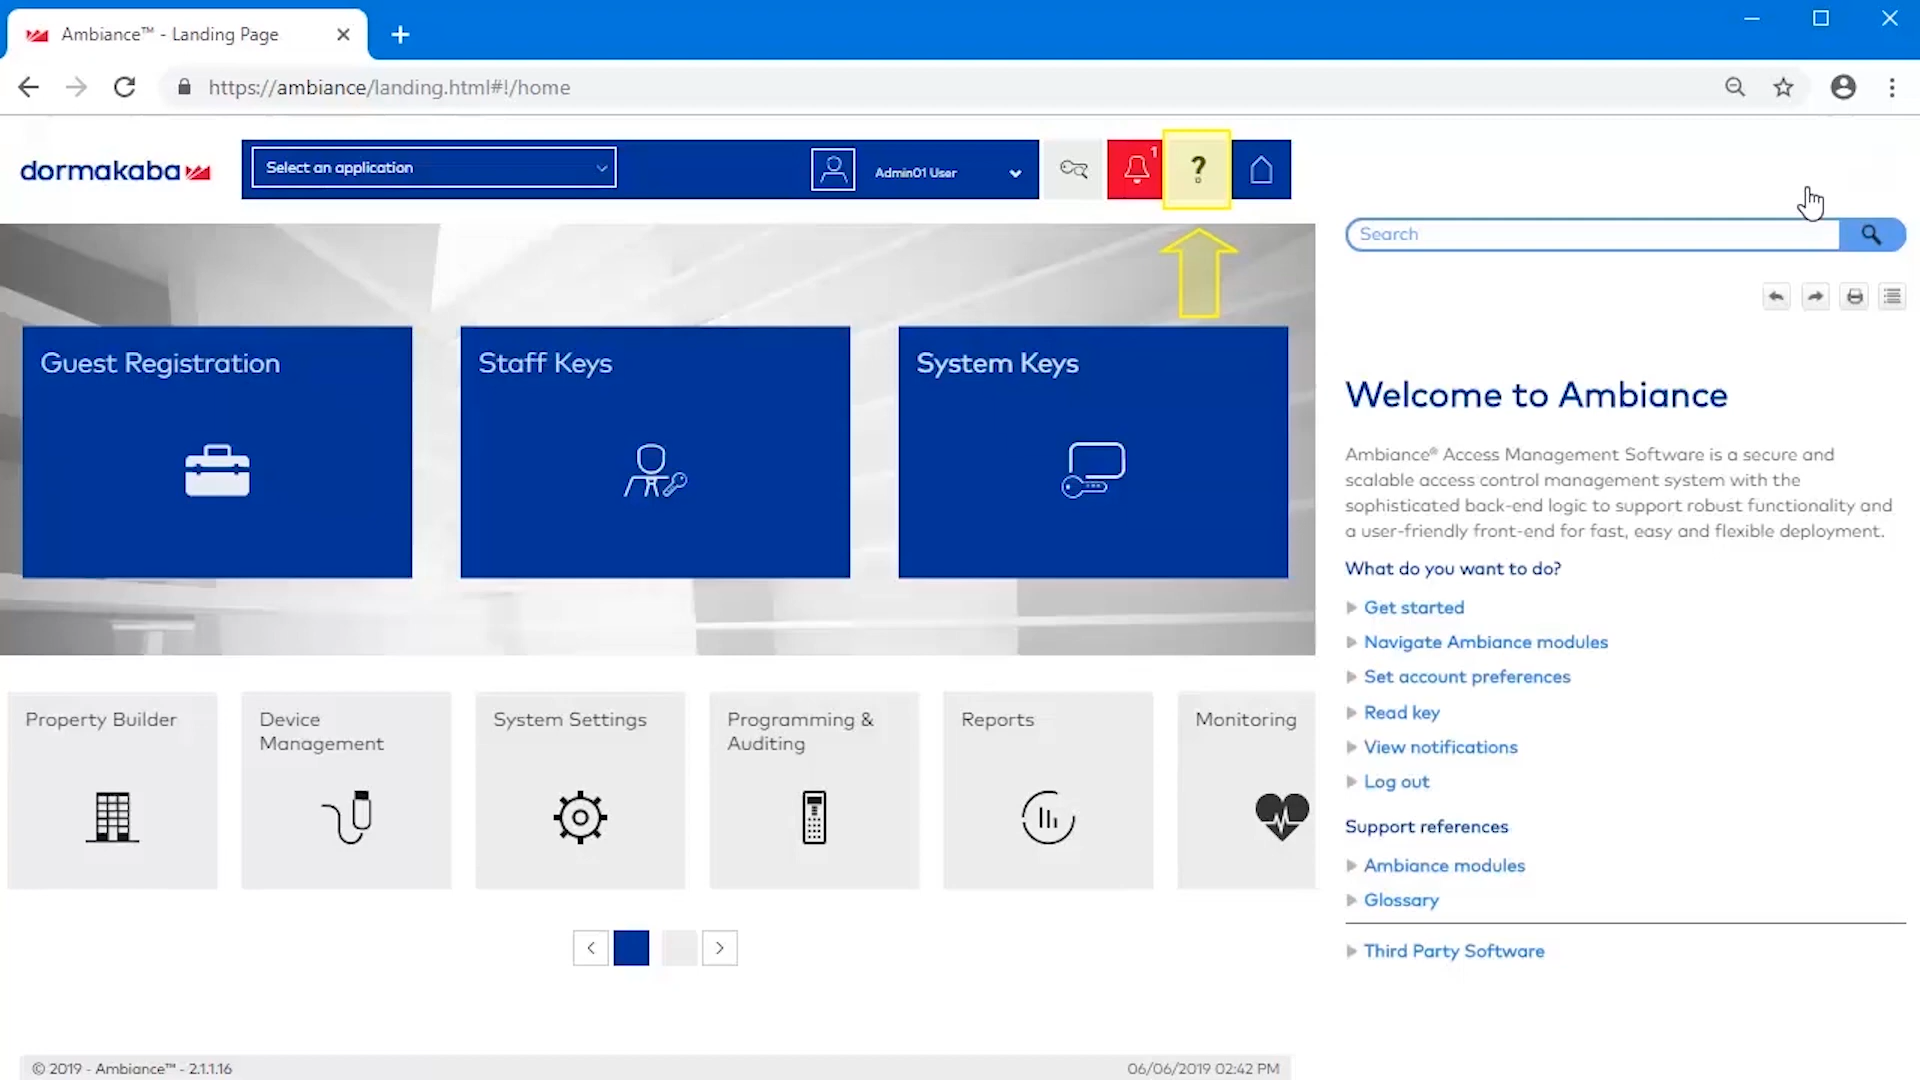 Ambiance™ - Landing Page
https://ambiance/landing.html#!/home
dormakaba
Select an application
Admin01 User
1
?
Search
Guest Registration
Staff Keys
System Keys
Welcome to Ambiance
Ambiance® Access Management Software is a secure and
scalable access control management system with the
sophisticated back-end logic to support robust functionality and
a user-friendly front-end for fast, easy and flexible deployment.
What do you want to do?
Get started
Navigate Ambiance modules
Set account preferences
Read key
View notifications
Log out
Support references
Ambiance modules
Glossary
Third Party Software
Property Builder
Device
Management
System Settings
Programming &
Auditing
Reports
Monitoring
© 2019 - Ambiance™ - 2.1.1.16
06/06/2019 02:42 PM